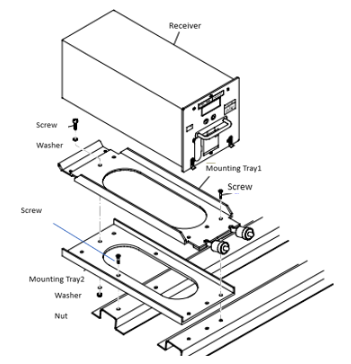 Receiver
Screw
Washer
Mounting Tray1
Screw
Screw
Mounting Tray2
Washer
Nut